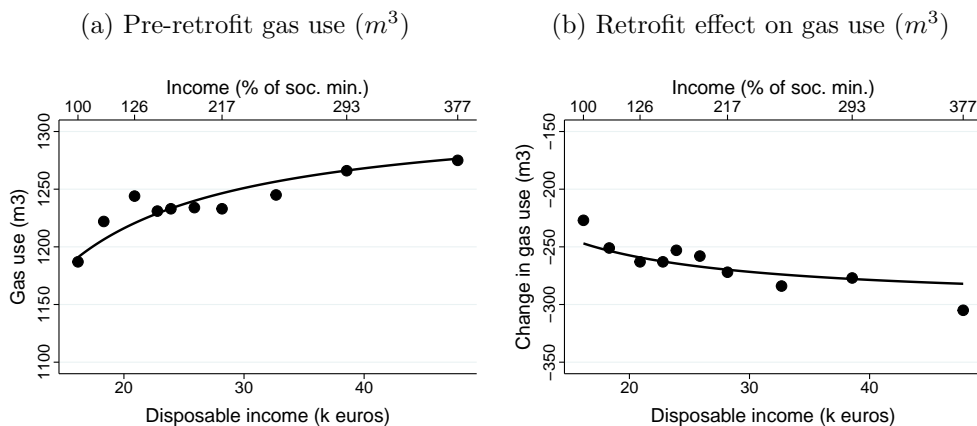 (a) Pre-retrofit gas use (m³)
Income (% of soc. min.)
100 126 217 293 377
Gas use (m3)
1300
1250
1200
1150
1100
20 30 40
Disposable income (k euros)
(b) Retrofit effect on gas use (m³)
Income (% of soc. min.)
100 126 217 293 377
Change in gas use (m3)
−150
−200
−250
−300
−350
20 30 40
Disposable income (k euros)